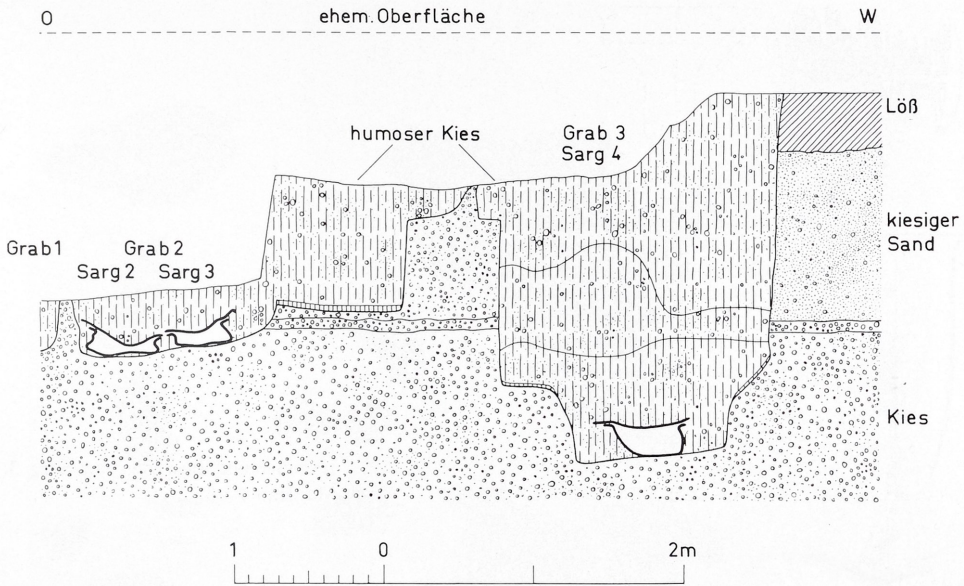 O ehem. Oberfläche W
Löß
humoser Kies
Grab 3
Sarg 4
kiesiger
Sand
Grab 1
Grab 2
Sarg 2 Sarg 3
Kies
1 0 2m